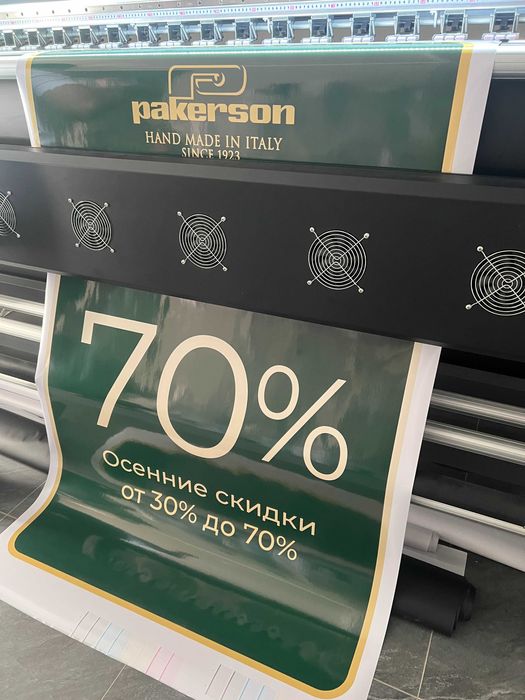 pakerson
HAND MADE IN ITALY
SINCE 1923
70%
Осенние скидки
от 30% до 70%